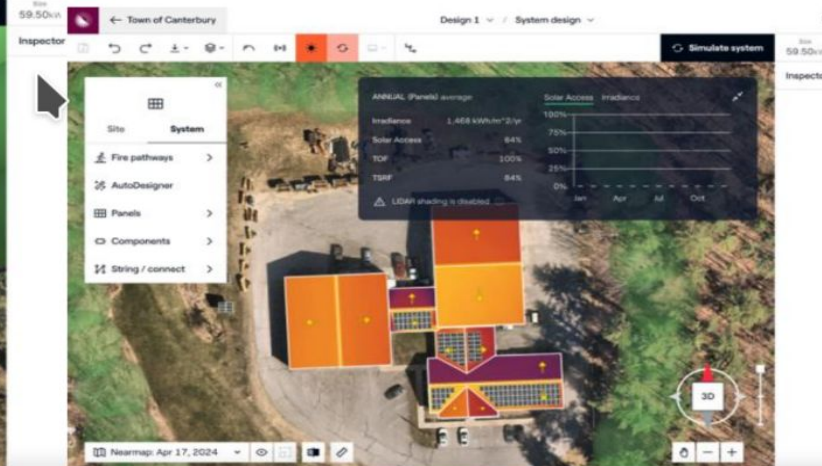 Size
59.50kW
Inspector
Town of Canterbury
Design 1 / System design
Simulate system
Size
59.50k
Inspecto
Site
System
Fire pathways
AutoDesigner
Panels
Components
String / connect
ANNUAL (Panels) average
Irradiance 1,468 kWh/m^2/yr
Solar Access 64%
TOF 100%
TSRF 64%
LIDAR shading is disabled
Solar Access Irradiance
100%
75%
50%
25%
0%
Jan Apr Jul Oct
3D
Nearmap: Apr 17, 2024